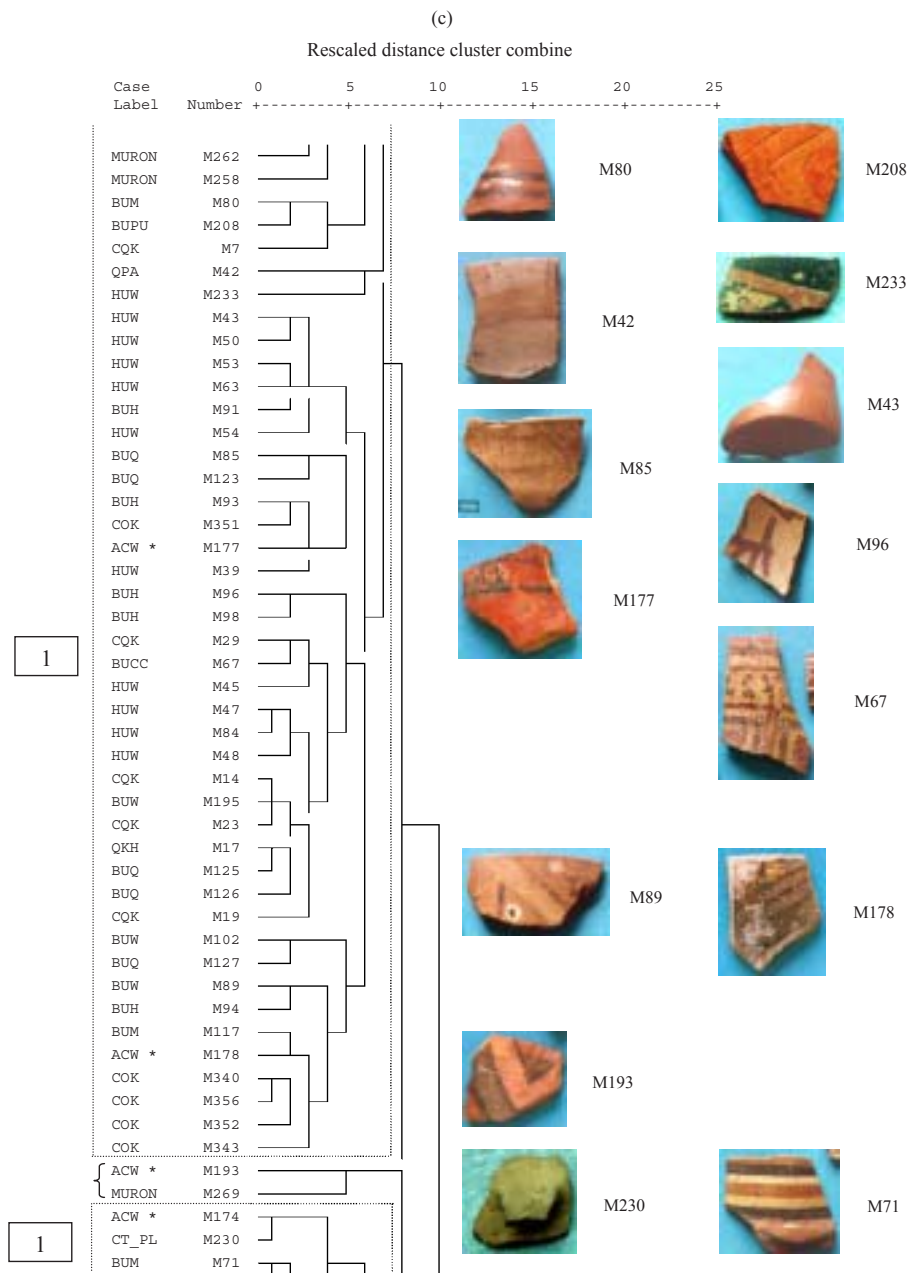 (c)
Rescaled distance cluster combine
Case 0 5 10 15 20 25
Label Number +---------+---------+---------+---------+---------+
MURON M262
MURON M258
BUM M80
BUPU M208
CQK M7
QPA M42
HUW M233
HUW M43
HUW M50
HUW M53
HUW M63
BUH M91
HUW M54
BUQ M85
BUQ M123
BUH M93
COK M351
ACW * M177
HUW M39
BUH M96
BUH M98
CQK M29
BUCC M67
HUW M45
HUW M47
HUW M84
HUW M48
CQK M14
BUW M195
CQK M23
QKH M17
BUQ M125
BUQ M126
CQK M19
BUW M102
BUQ M127
BUW M89
BUH M94
BUM M117
ACW * M178
COK M340
COK M356
COK M352
COK M343
ACW * M193
MURON M269
ACW * M174
CT_PL M230
BUM M71
1
1
M80
M208
M42
M233
M43
M85
M96
M177
M67
M89
M178
M193
M230
M71